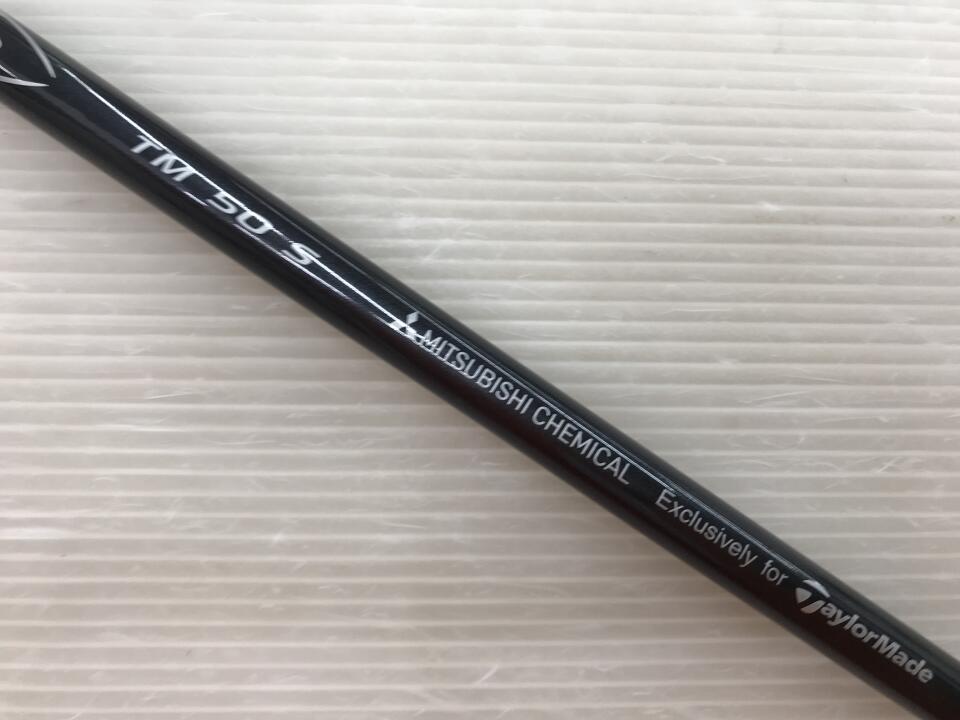 TM 50 S MITSUBISHI CHEMICAL Exclusively for TaylorMade